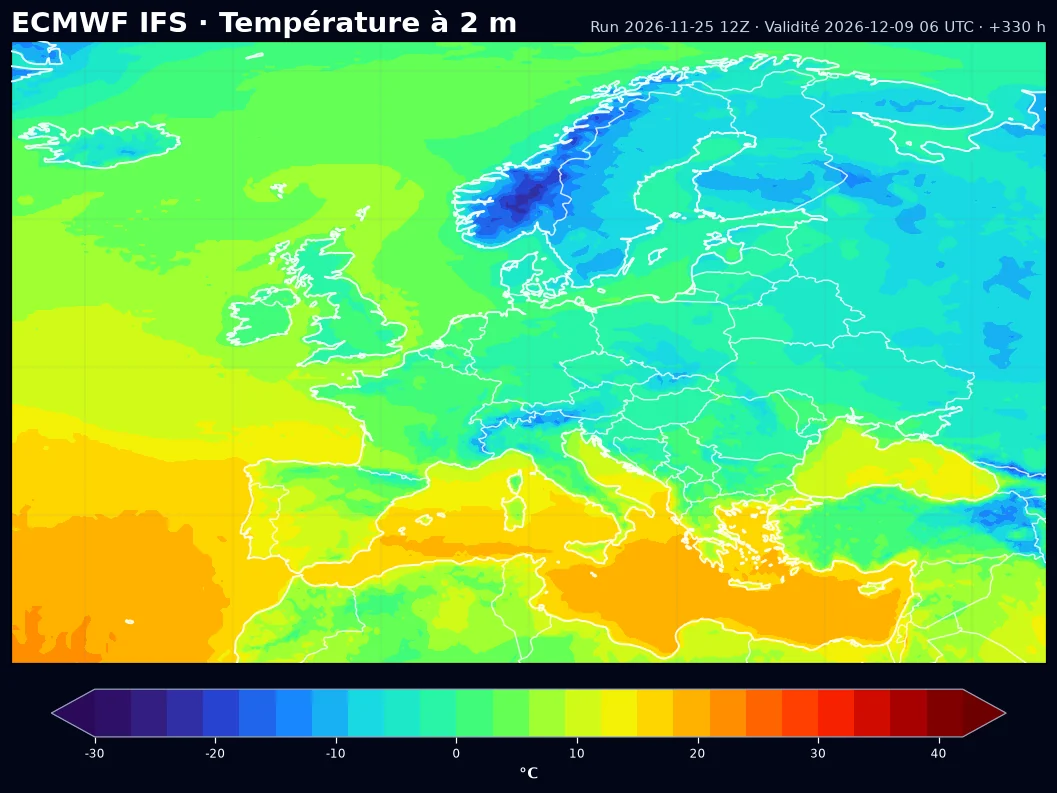 ECMWF IFS · Température à 2 m
Run 2026-11-25 12Z · Validité 2026-12-09 06 UTC · +330 h
-30 -20 -10 0 10 20 30 40
°C